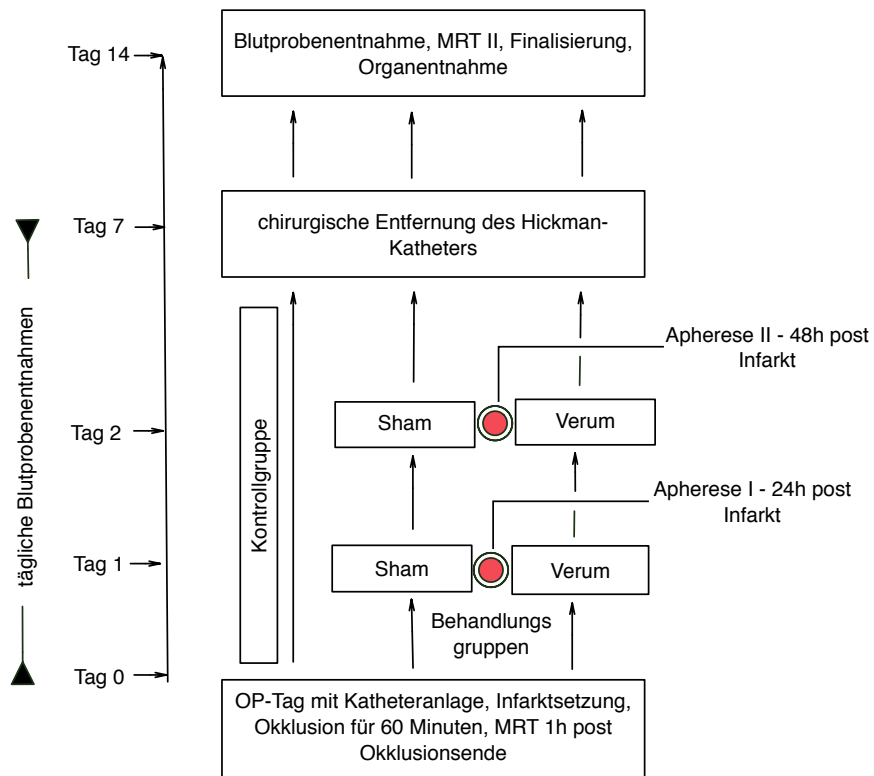 Tag 14
Blutprobenentnahme, MRT II, Finalisierung,
Organentnahme
Tag 7
chirurgische Entfernung des Hickman-
Katheters
tägliche Blutprobenentnahmen
Kontrollgruppe
Apherese II - 48h post
Infarkt
Tag 2
Sham
Verum
Apherese I - 24h post
Infarkt
Tag 1
Sham
Verum
Behandlungs
gruppen
Tag 0
OP-Tag mit Katheteranlage, Infarktsetzung,
Okklusion für 60 Minuten, MRT 1h post
Okklusionsende